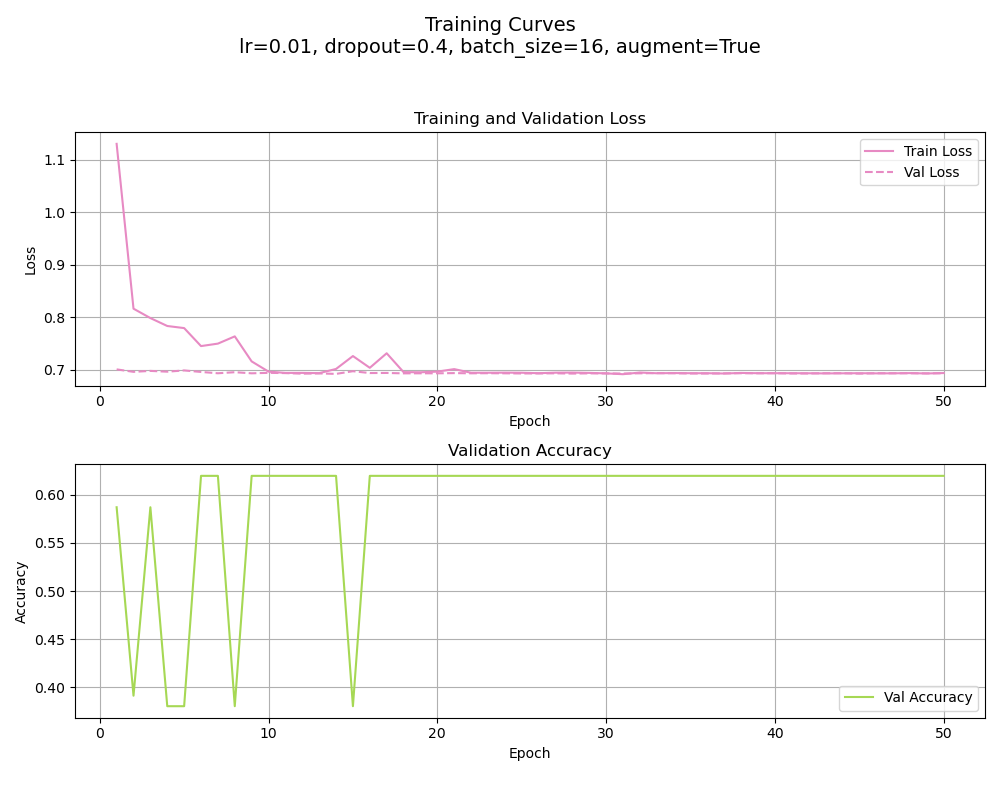 Training Curves
lr=0.01, dropout=0.4, batch_size=16, augment=True
Training and Validation Loss
Train Loss
Val Loss
1.1
1.0
0.9
0.8
0.7
Loss
0 10 20 30 40 50
Epoch
Validation Accuracy
0.60
0.55
0.50
0.45
0.40
Accuracy
Val Accuracy
0 10 20 30 40 50
Epoch